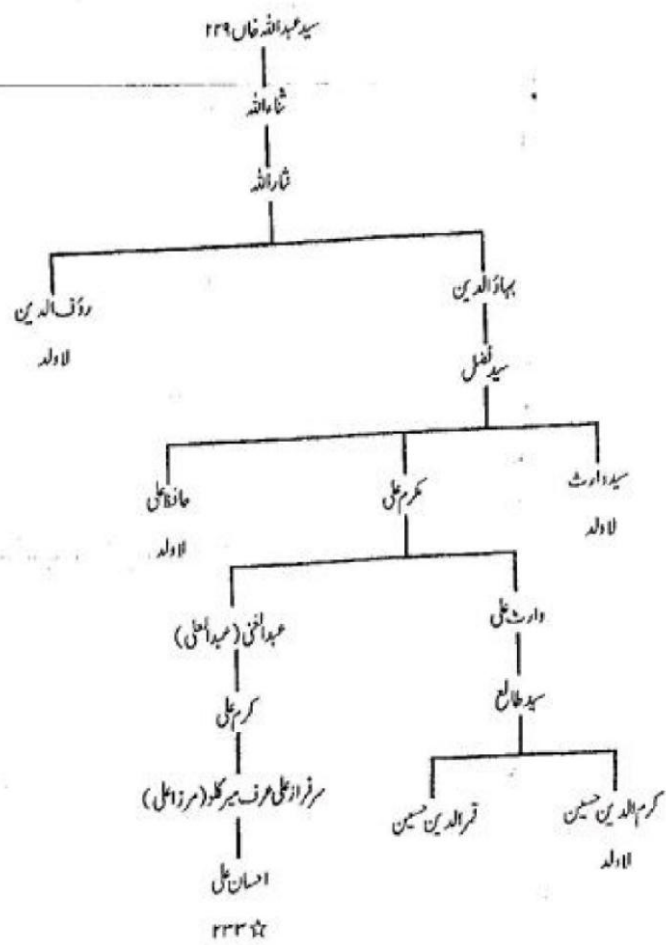 سید عبداللہ خاں ۲۲۹
ثناءاللہ
نثاراللہ
بہاؤالدین
رؤف الدین
لاولد
سید فضل
سید وارث
مکرم علی
حافظ علی
لاولد
لاولد
وارث علی
عبدالغنی (عبدالعلی)
سید طالع
کرم علی
سرفراز علی عرف میر کلو (مرزا علی)
کرم الدین حسین
قمر الدین حسین
لاولد
احسان علی
☆ ۲۳۳